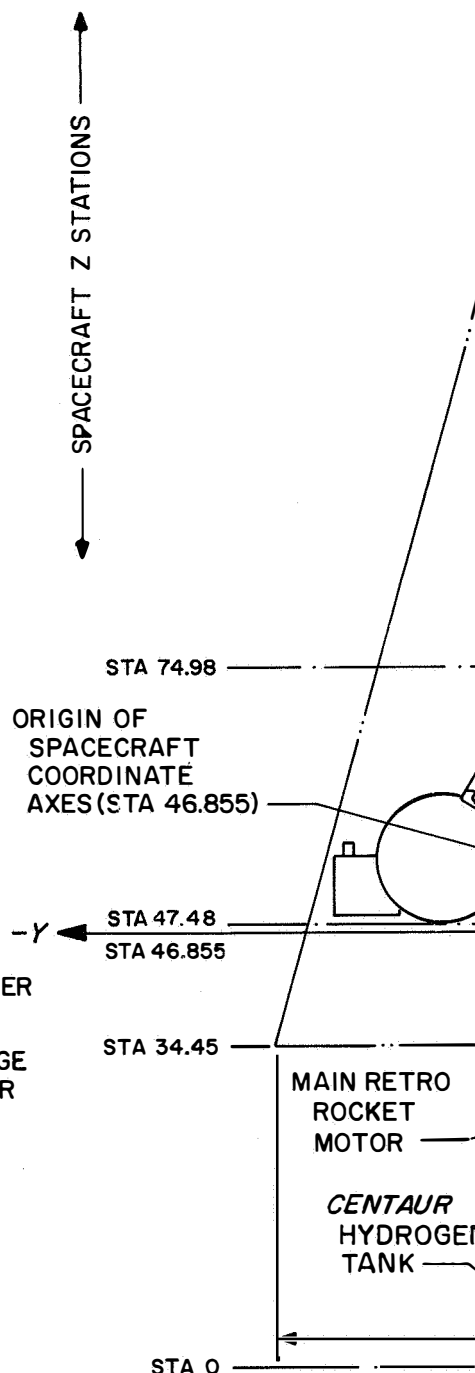 SPACECRAFT Z STATIONS
STA 74.98
ORIGIN OF
SPACECRAFT
COORDINATE
AXES (STA 46.855)
STA 47.48
-Y
STA 46.855
ER
STA 34.45
GE
R
MAIN RETRO
ROCKET
MOTOR
CENTAUR
HYDROGEN
TANK
STA 0